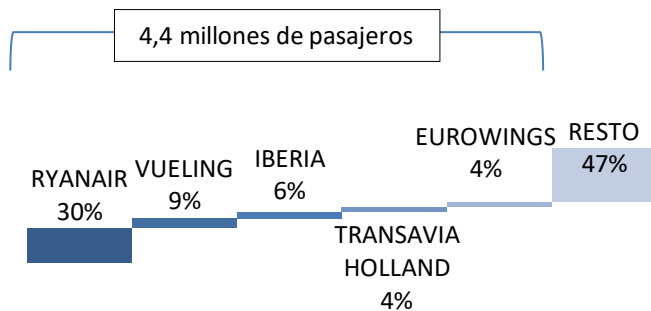 4,4 millones de pasajeros
RYANAIR
30%
VUELING
9%
IBERIA
6%
TRANSAVIA
HOLLAND
4%
EUROWINGS
4%
RESTO
47%